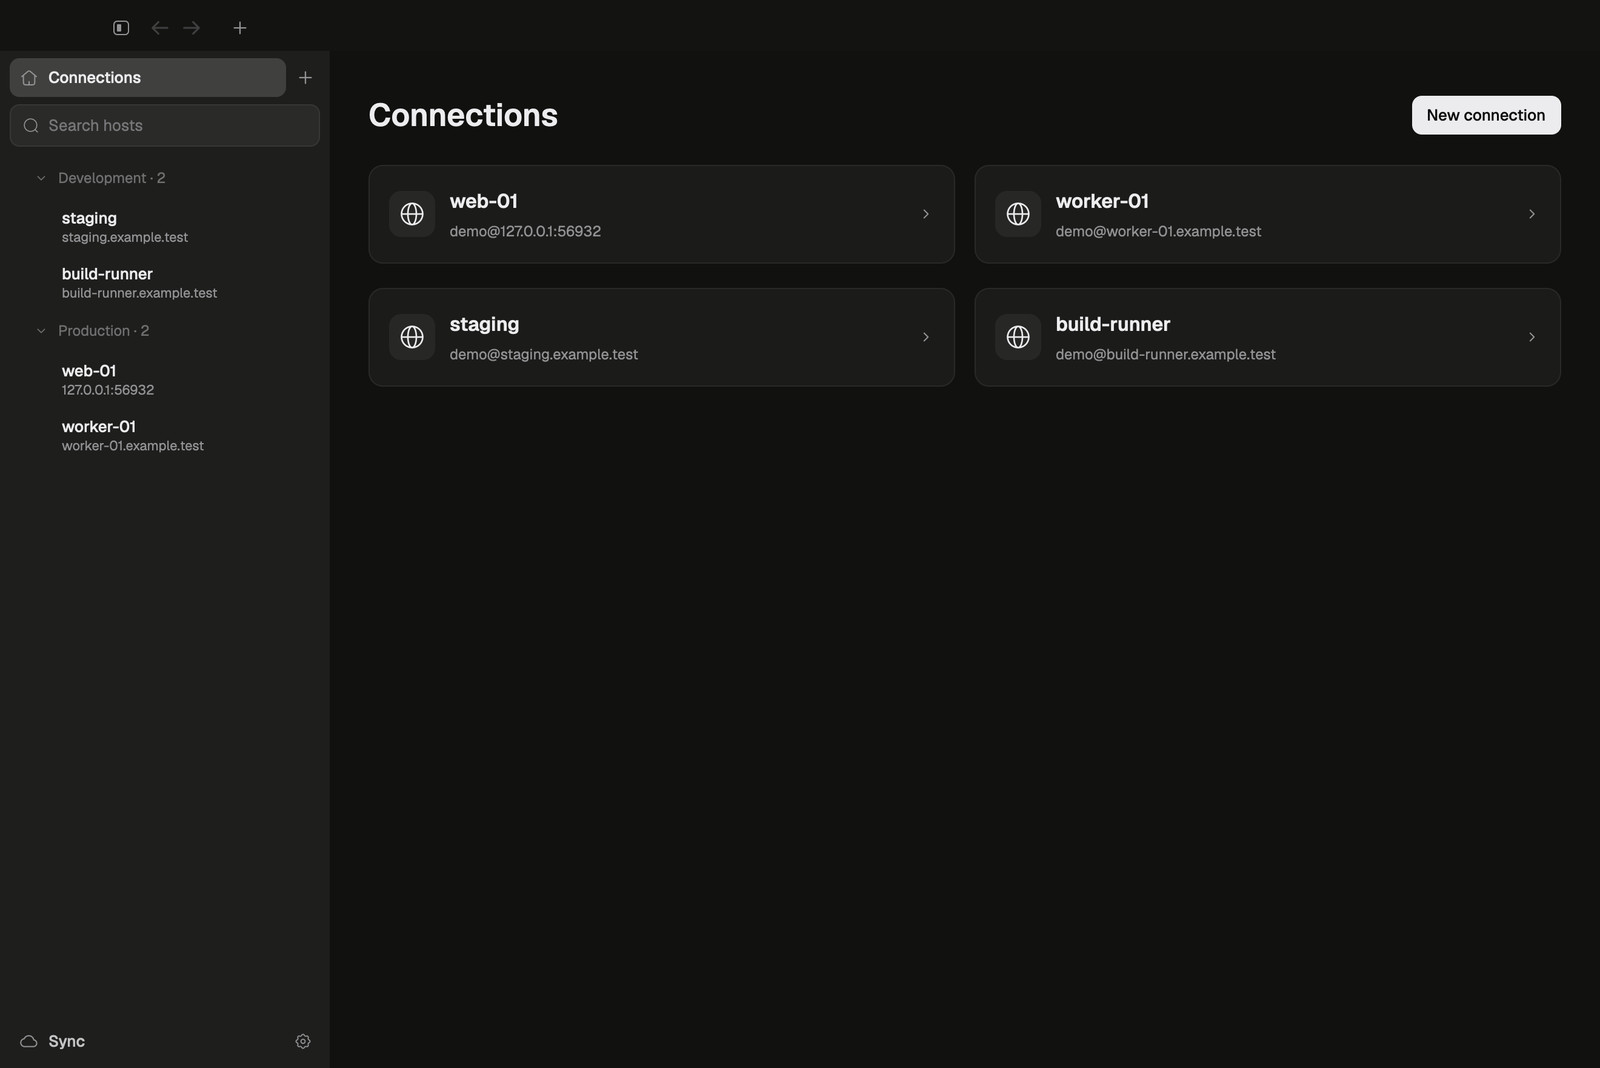 Connections
Search hosts
Development · 2
staging
staging.example.test
build-runner
build-runner.example.test
Production · 2
web-01
127.0.0.1:56932
worker-01
worker-01.example.test
Sync
Connections
New connection
web-01
demo@127.0.0.1:56932
worker-01
demo@worker-01.example.test
staging
demo@staging.example.test
build-runner
demo@build-runner.example.test